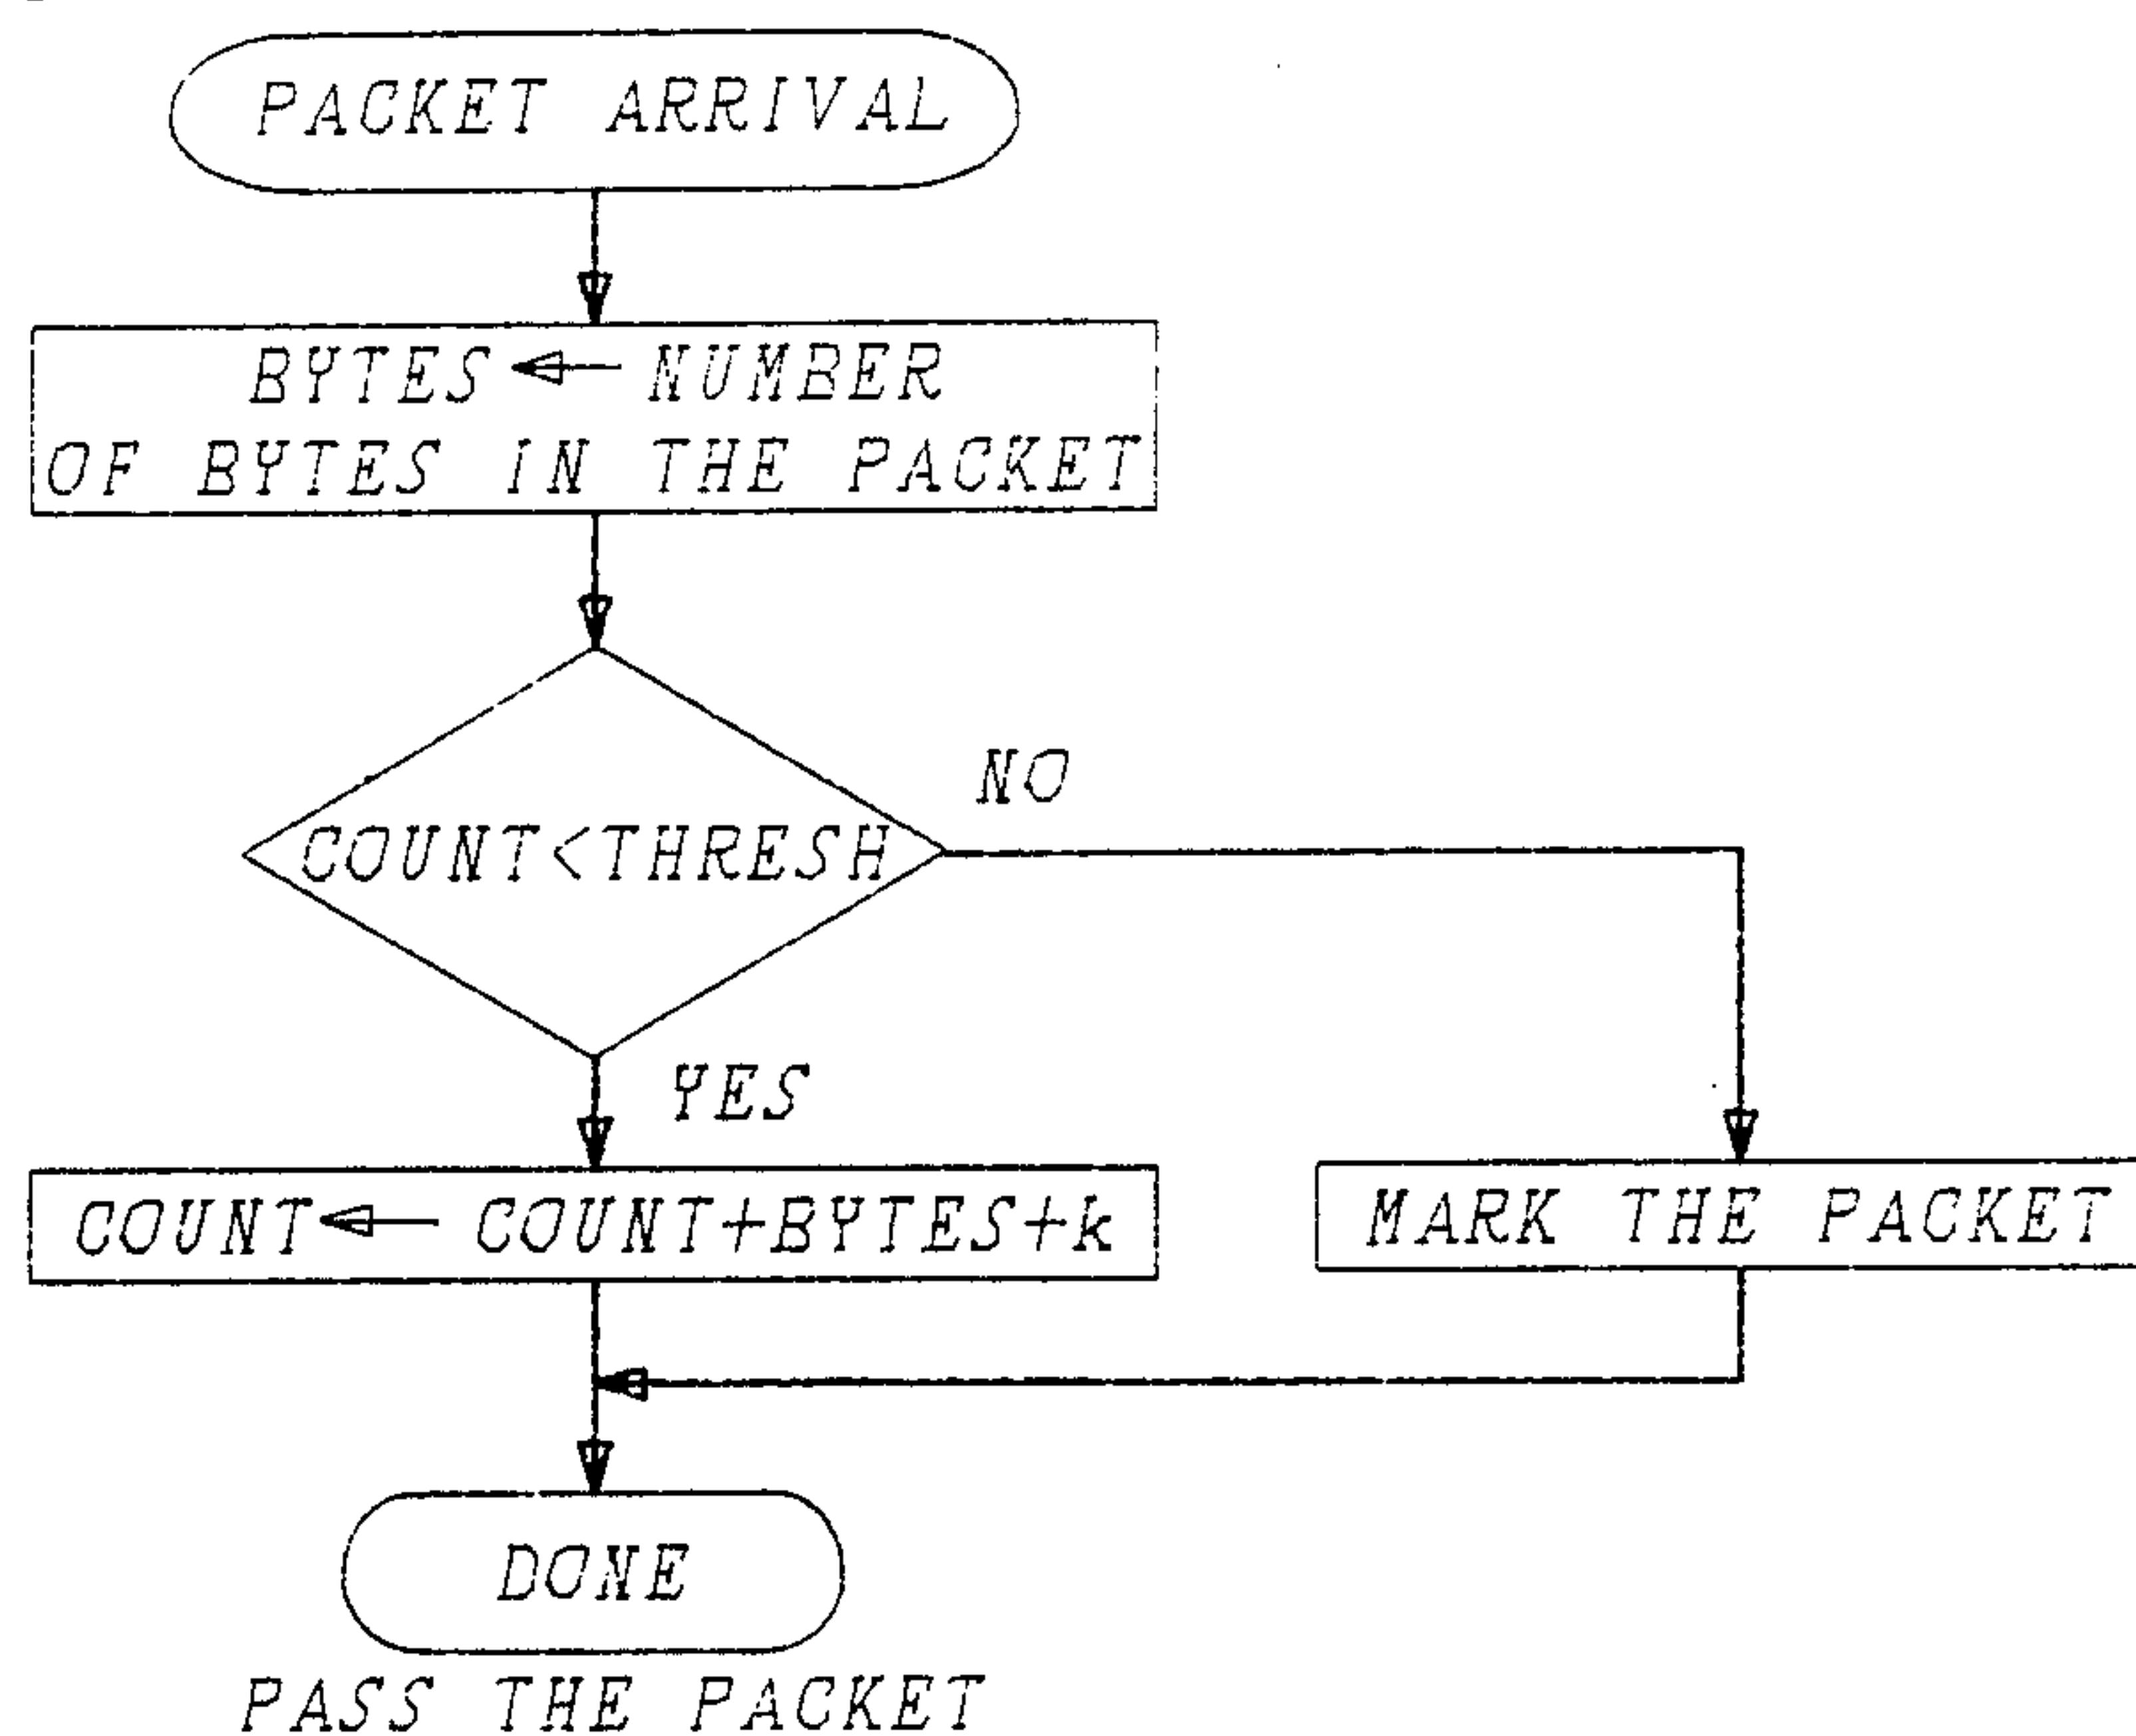 PACKET ARRIVAL
BYTES ← NUMBER
OF BYTES IN THE PACKET
NO
COUNT<THRESH
YES
COUNT ← COUNT+BYTES+k
MARK THE PACKET
DONE
PASS THE PACKET